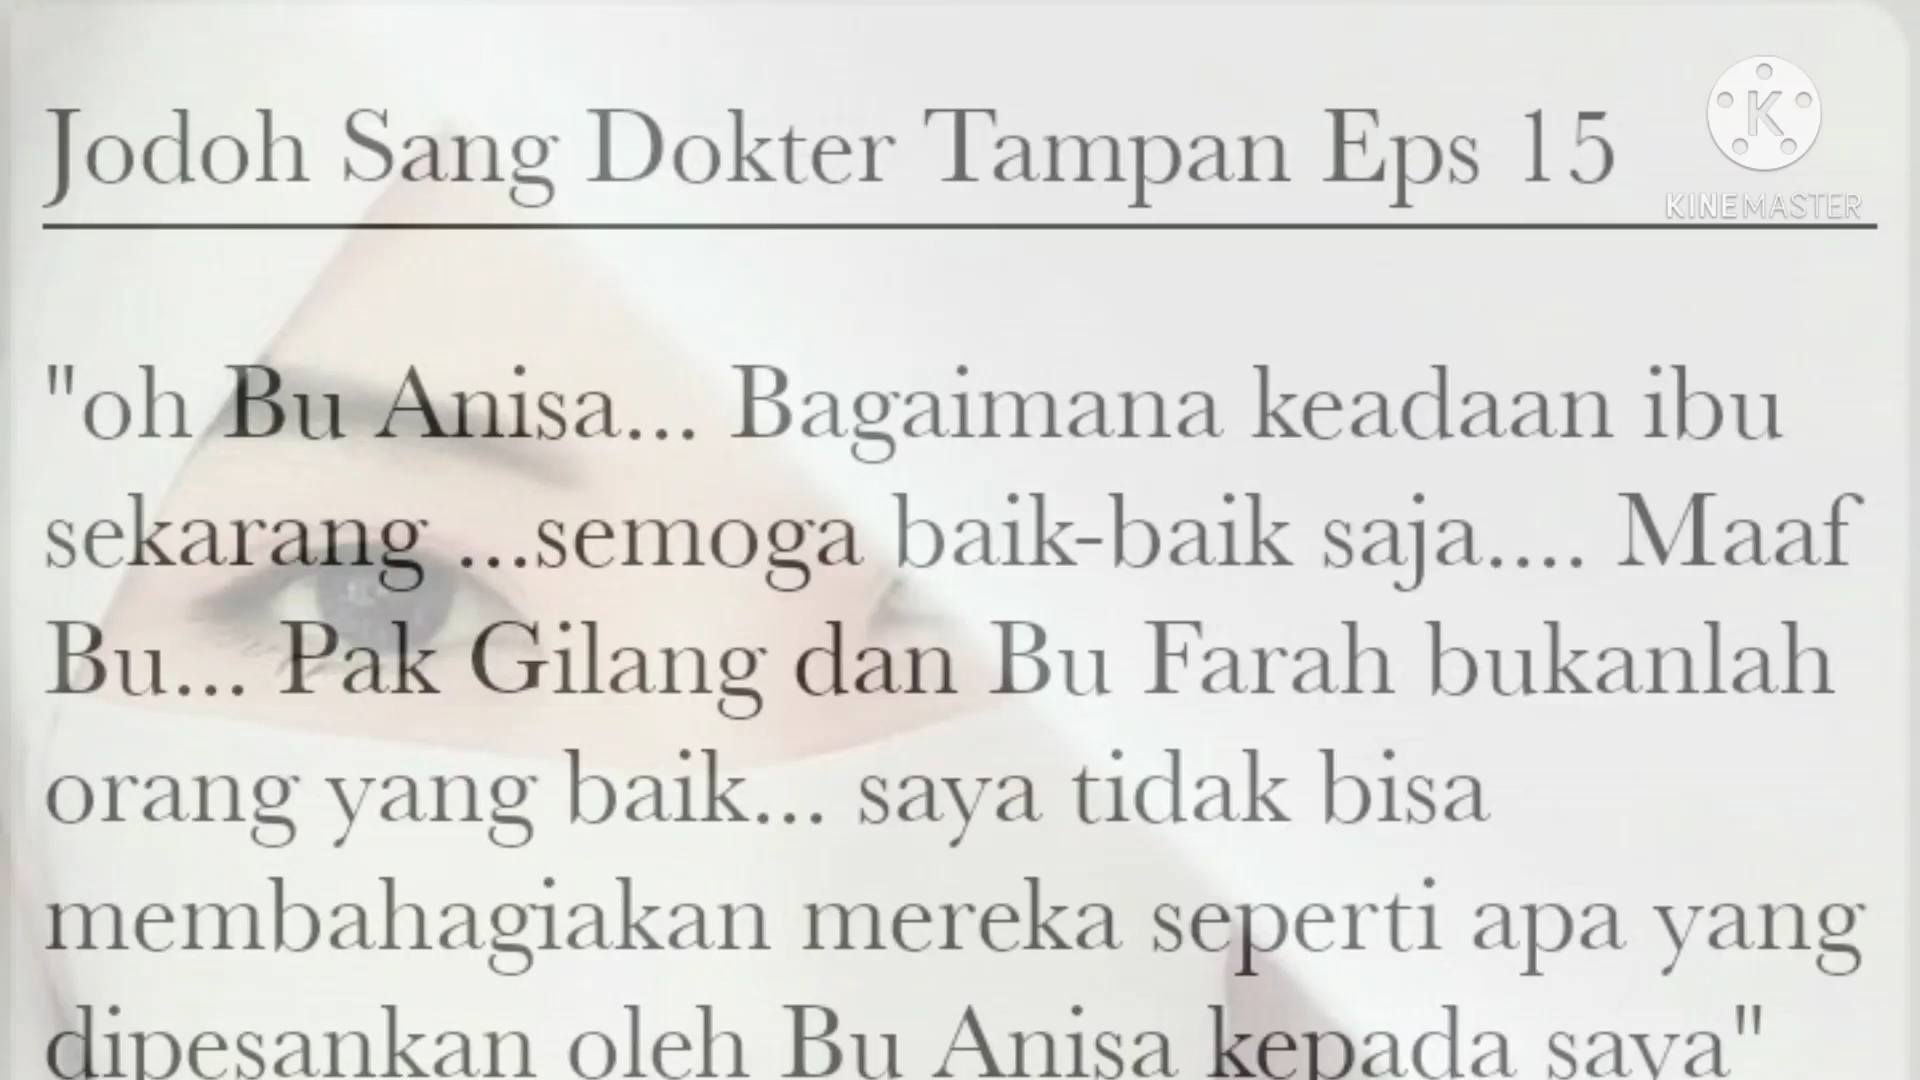 Jodoh Sang Dokter Tampan Eps 15
K
KINEMASTER
"oh Bu Anisa... Bagaimana keadaan ibu
sekarang ...semoga baik-baik saja.... Maaf
Bu... Pak Gilang dan Bu Farah bukanlah
orang yang baik... saya tidak bisa
membahagiakan mereka seperti apa yang
dipesankan oleh Bu Anisa kepada saya"